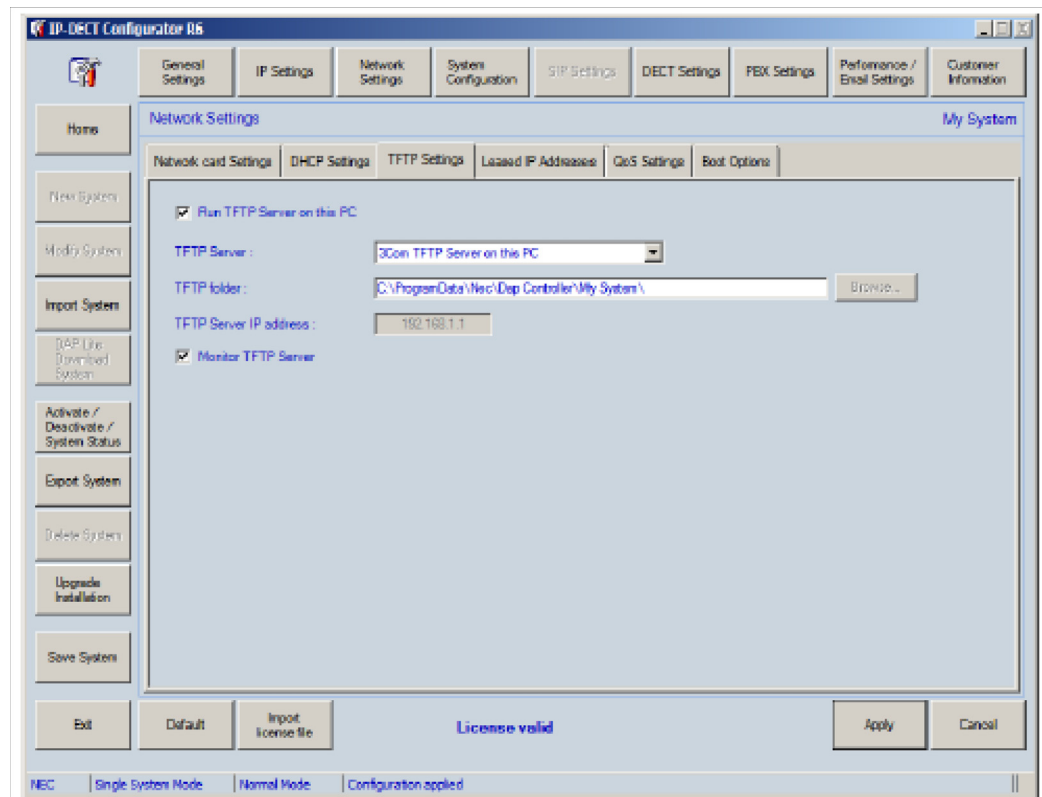 IP-DECT Configurator R6
General Settings
IP Settings
Network Settings
System Configuration
SIP Settings
DECT Settings
PBX Settings
Performance / Email Settings
Customer Information
Home
Network Settings
My System
Network card Settings
DHCP Settings
TFTP Settings
Leased IP Addresses
QoS Settings
Boot Options
New System
Modify System
Import System
DAP Lite Download System
Activate / Deactivate / System Status
Export System
Delete System
Upgrade Installation
Save System
Run TFTP Server on this PC
TFTP Server :
3Com TFTP Server on this PC
TFTP folder :
C:\ProgramData\Nec\Dap Controller\My System\
Browse...
TFTP Server IP address :
192.168.1.1
Monitor TFTP Server
Exit
Default
Import license file
License valid
Apply
Cancel
NEC
Single System Mode
Normal Mode
Configuration applied